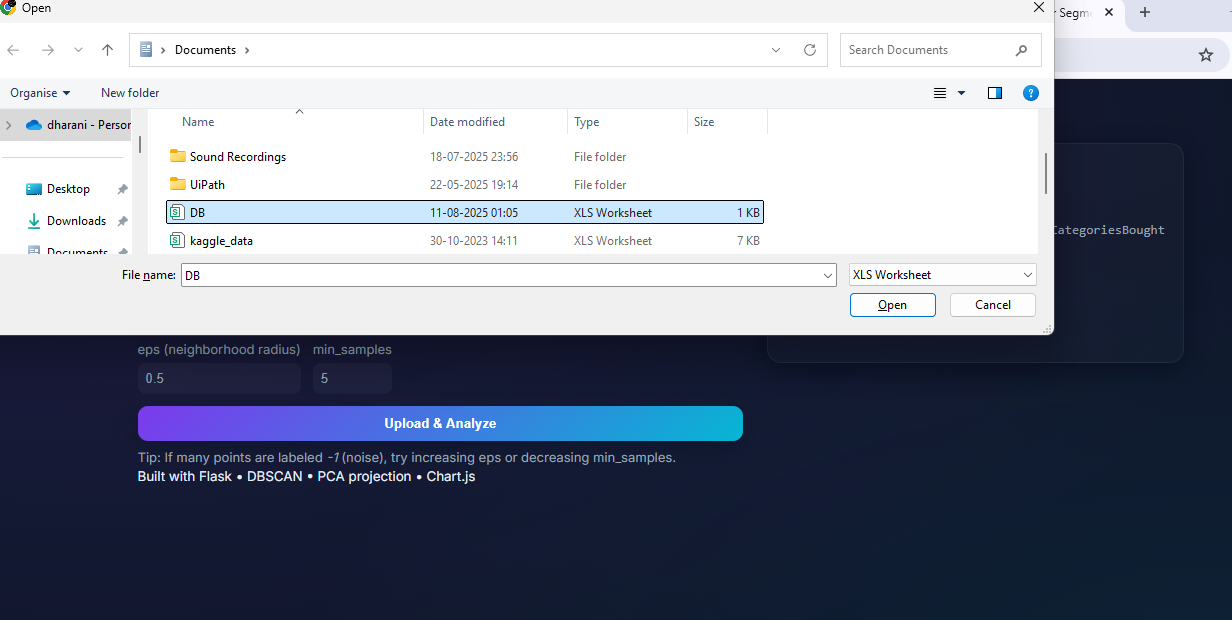 Open
r Segm
Documents
Search Documents
Organise
New folder
dharani - Person
Name
Date modified
Type
Size
Sound Recordings
18-07-2025 23:56
File folder
Desktop
UiPath
22-05-2025 19:14
File folder
Downloads
DB
11-08-2025 01:05
XLS Worksheet
1 KB
Documents
kaggle_data
30-10-2023 14:11
XLS Worksheet
7 KB
CategoriesBought
File name:
DB
XLS Worksheet
Open
Cancel
eps (neighborhood radius)
min_samples
0.5
5
Upload & Analyze
Tip: If many points are labeled -1 (noise), try increasing eps or decreasing min_samples.
Built with Flask • DBSCAN • PCA projection • Chart.js